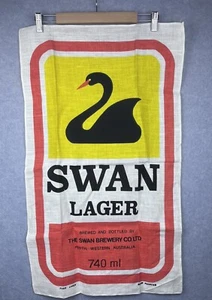 SWAN
LAGER
BREWED AND BOTTLED BY
THE SWAN BREWERY CO LTD
PERTH, WESTERN AUSTRALIA
740 ml